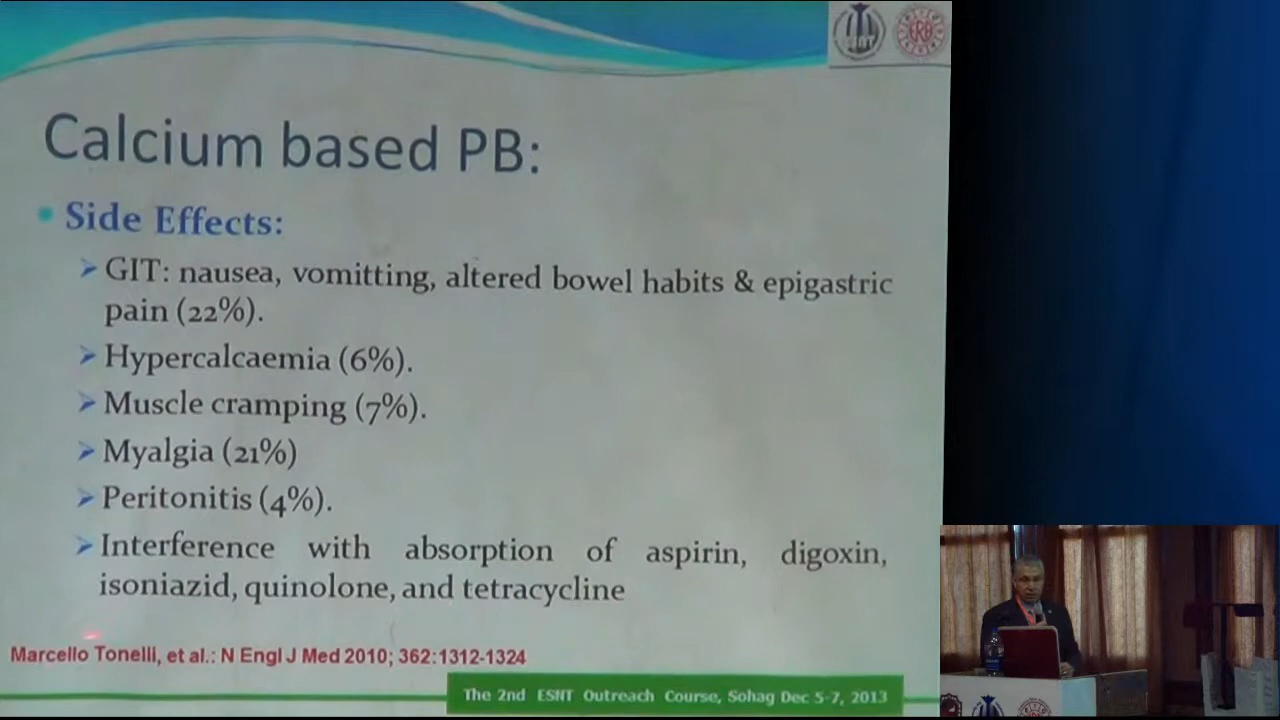 ESNT
ERA
Calcium based PB:
Side Effects:
GIT: nausea, vomitting, altered bowel habits & epigastric
pain (22%).
Hypercalcaemia (6%).
Muscle cramping (7%).
Myalgia (21%)
Peritonitis (4%).
Interference with absorption of aspirin, digoxin,
isoniazid, quinolone, and tetracycline
Marcello Tonelli, et al.: N Engl J Med 2010; 362:1312-1324
The 2nd ESNT Outreach Course, Sohag Dec 5-7, 2013